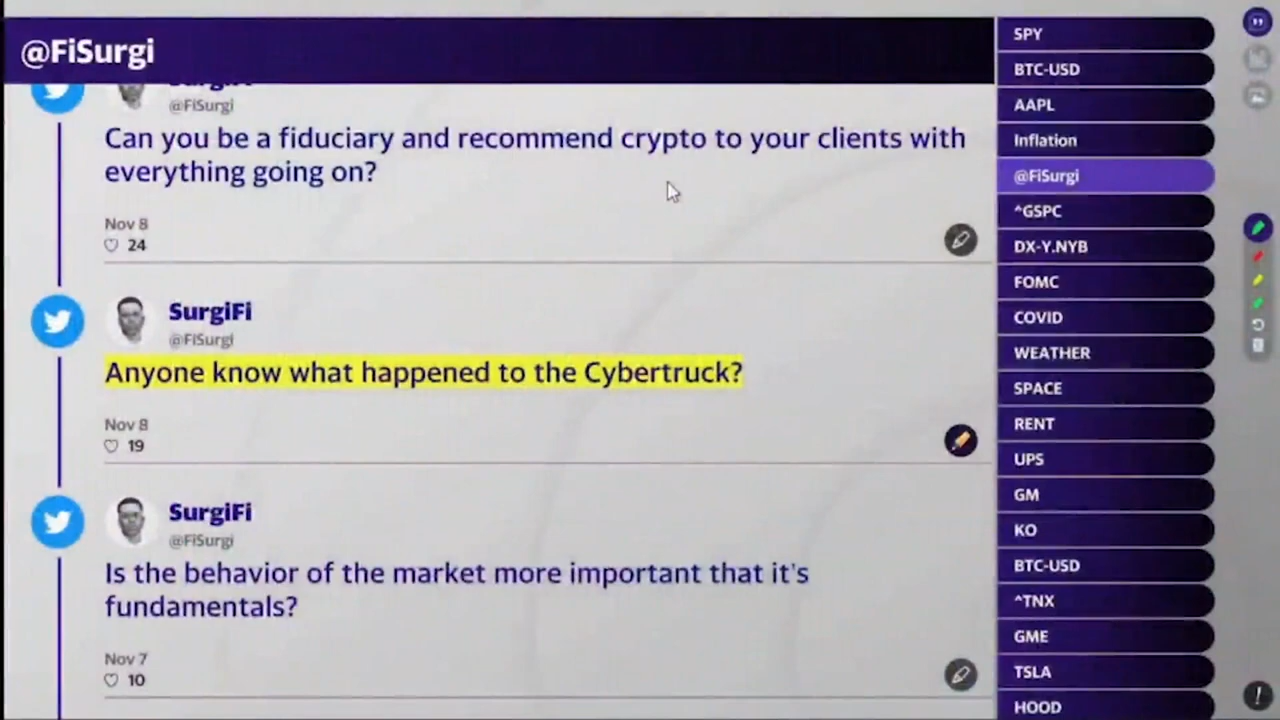 @FiSurgi
@FiSurgi
Can you be a fiduciary and recommend crypto to your clients with
everything going on?
Nov 8
24
SurgiFi
@FiSurgi
Anyone know what happened to the Cybertruck?
Nov 8
19
SurgiFi
@FiSurgi
Is the behavior of the market more important that it's
fundamentals?
Nov 7
10
SPY
BTC-USD
AAPL
Inflation
@FiSurgi
^GSPC
DX-Y.NYB
FOMC
COVID
WEATHER
SPACE
RENT
UPS
GM
KO
BTC-USD
^TNX
GME
TSLA
HOOD